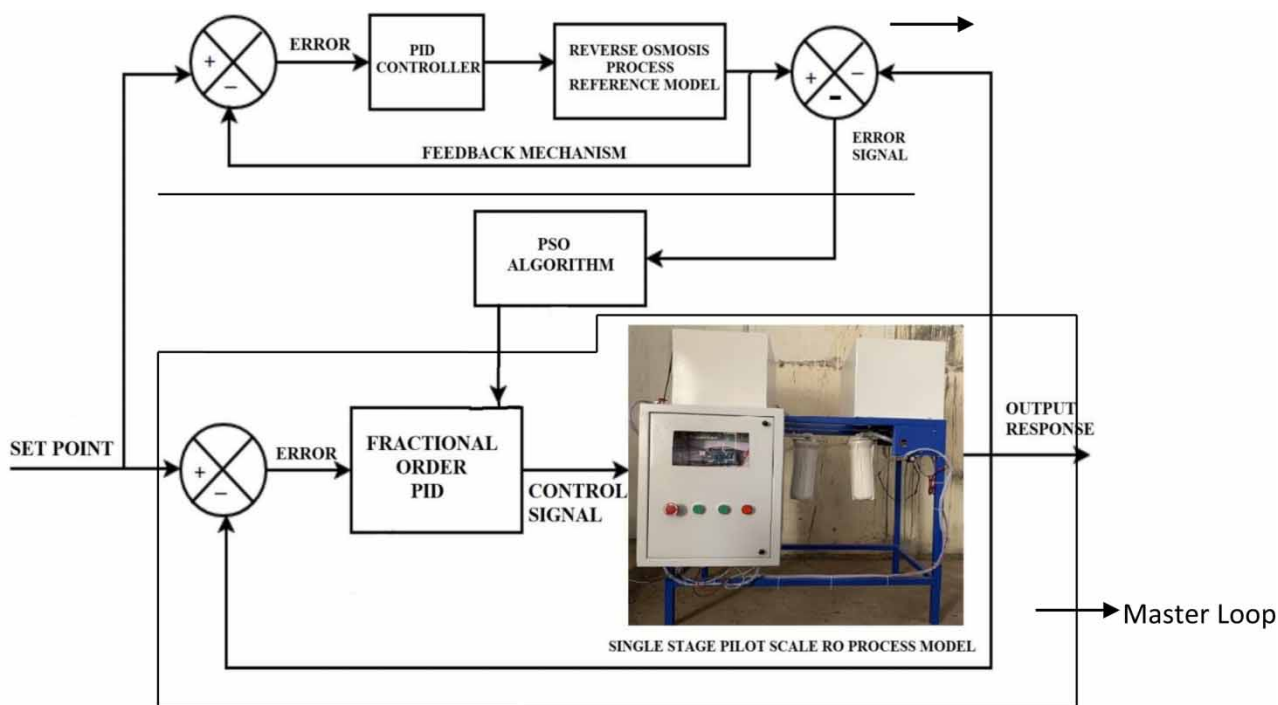 ERROR
PID
CONTROLLER
REVERSE OSMOSIS
PROCESS
REFERENCE MODEL
+
−
+
−
-
FEEDBACK MECHANISM
ERROR
SIGNAL
PSO
ALGORITHM
SET POINT
+
−
ERROR
FRACTIONAL
ORDER
PID
CONTROL
SIGNAL
OUTPUT
RESPONSE
Master Loop
SINGLE STAGE PILOT SCALE RO PROCESS MODEL